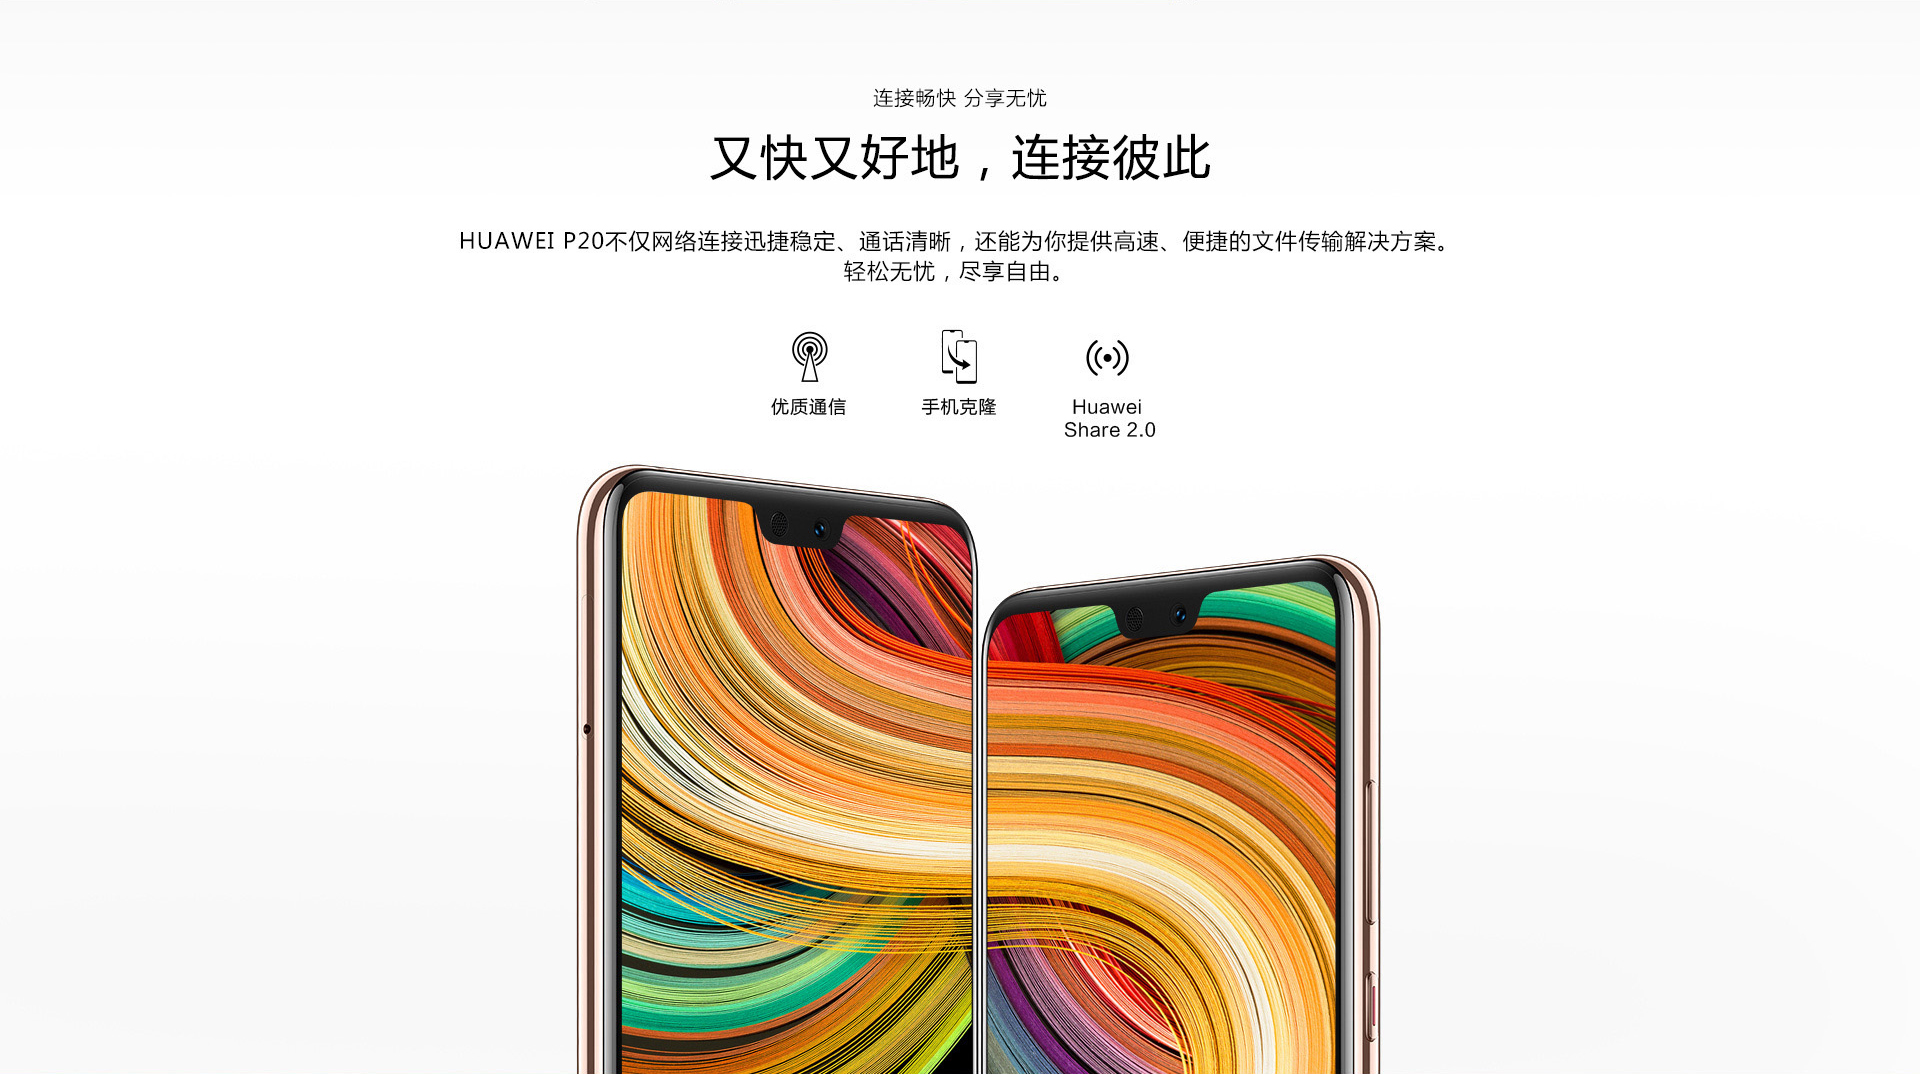 连接畅快 分享无忧
又快又好地，连接彼此
HUAWEI P20不仅网络连接迅捷稳定、通话清晰，还能为你提供高速、便捷的文件传输解决方案。
轻松无忧，尽享自由。
优质通信
手机克隆
Huawei
Share 2.0